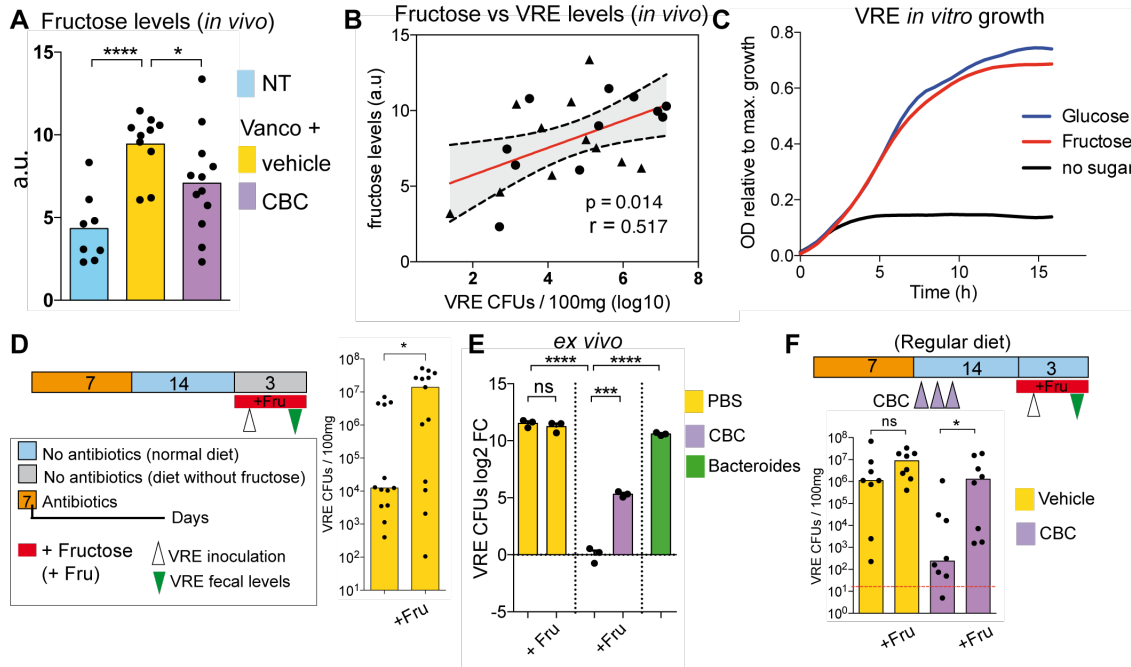 A Fructose levels (in vivo)
15
10
5
0
a.u.
****
*
NT
Vanco +
vehicle
CBC
B Fructose vs VRE levels (in vivo)
15
10
5
0
fructose levels (a.u)
p = 0.014
r = 0.517
2 4 6 8
VRE CFUs / 100mg (log10)
C VRE in vitro growth
0.8
0.6
0.4
0.2
0.0
OD relative to max. growth
Glucose
Fructose
no sugar
0 5 10 15
Time (h)
D
7 14 3
+Fru
No antibiotics (normal diet)
No antibiotics (diet without fructose)
7 Antibiotics
Days
+ Fructose
(+ Fru)
VRE inoculation
VRE fecal levels
*
10^8
10^7
10^6
10^5
10^4
10^3
10^2
10^1
VRE CFUs / 100mg
+Fru
E ex vivo
**** ****
ns ***
15
10
5
0
-5
VRE CFUs log2 FC
+ Fru +Fru
PBS
CBC
Bacteroides
F (Regular diet)
7 14 3
+Fru
CBC
ns *
10^8
10^7
10^6
10^5
10^4
10^3
10^2
10^1
10^0
VRE CFUs / 100mg
+Fru +Fru
Vehicle
CBC